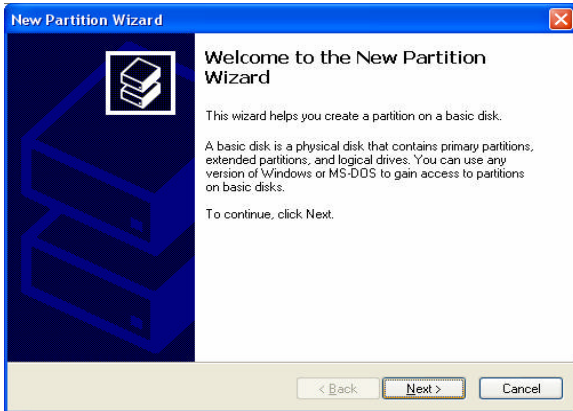 New Partition Wizard
Welcome to the New Partition
Wizard
This wizard helps you create a partition on a basic disk.
A basic disk is a physical disk that contains primary partitions,
extended partitions, and logical drives. You can use any
version of Windows or MS-DOS to gain access to partitions
on basic disks.
To continue, click Next.
< Back
Next >
Cancel